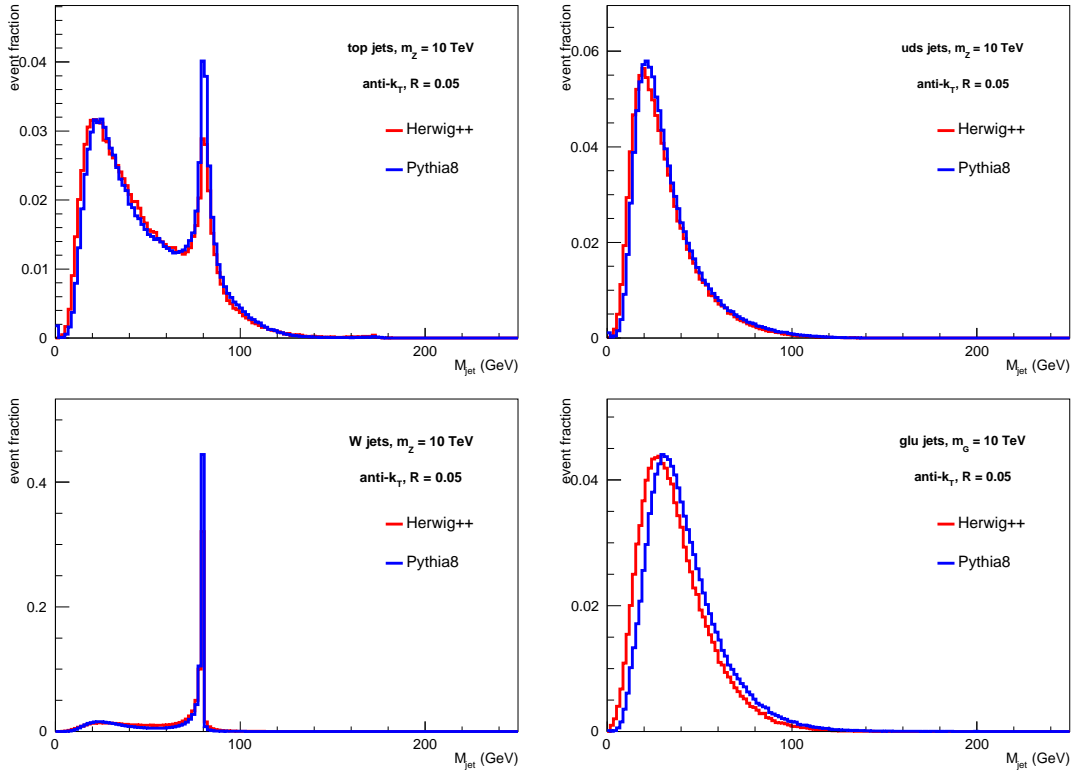 event fraction
top jets, m_Z = 10 TeV
anti-k_T, R = 0.05
Herwig++
Pythia8
0.04
0.03
0.02
0.01
0
0
100
200
M_jet (GeV)
event fraction
uds jets, m_Z = 10 TeV
anti-k_T, R = 0.05
Herwig++
Pythia8
0.06
0.04
0.02
0
0
100
200
M_jet (GeV)
event fraction
W jets, m_Z = 10 TeV
anti-k_T, R = 0.05
Herwig++
Pythia8
0.4
0.2
0
0
100
200
M_jet (GeV)
event fraction
glu jets, m_G = 10 TeV
anti-k_T, R = 0.05
Herwig++
Pythia8
0.04
0.02
0
0
100
200
M_jet (GeV)